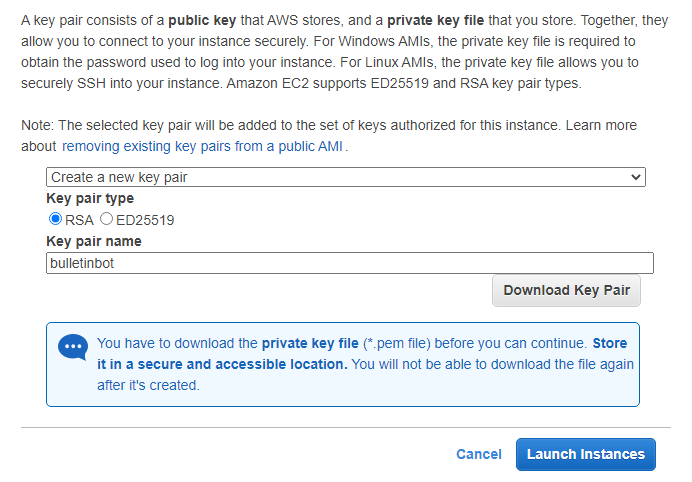 A key pair consists of a public key that AWS stores, and a private key file that you store. Together, they
allow you to connect to your instance securely. For Windows AMIs, the private key file is required to
obtain the password used to log into your instance. For Linux AMIs, the private key file allows you to
securely SSH into your instance. Amazon EC2 supports ED25519 and RSA key pair types.
Note: The selected key pair will be added to the set of keys authorized for this instance. Learn more
about removing existing key pairs from a public AMI .
Create a new key pair
Key pair type
RSA ED25519
Key pair name
bulletinbot
Download Key Pair
You have to download the private key file (*.pem file) before you can continue. Store
it in a secure and accessible location. You will not be able to download the file again
after it's created.
Cancel Launch Instances